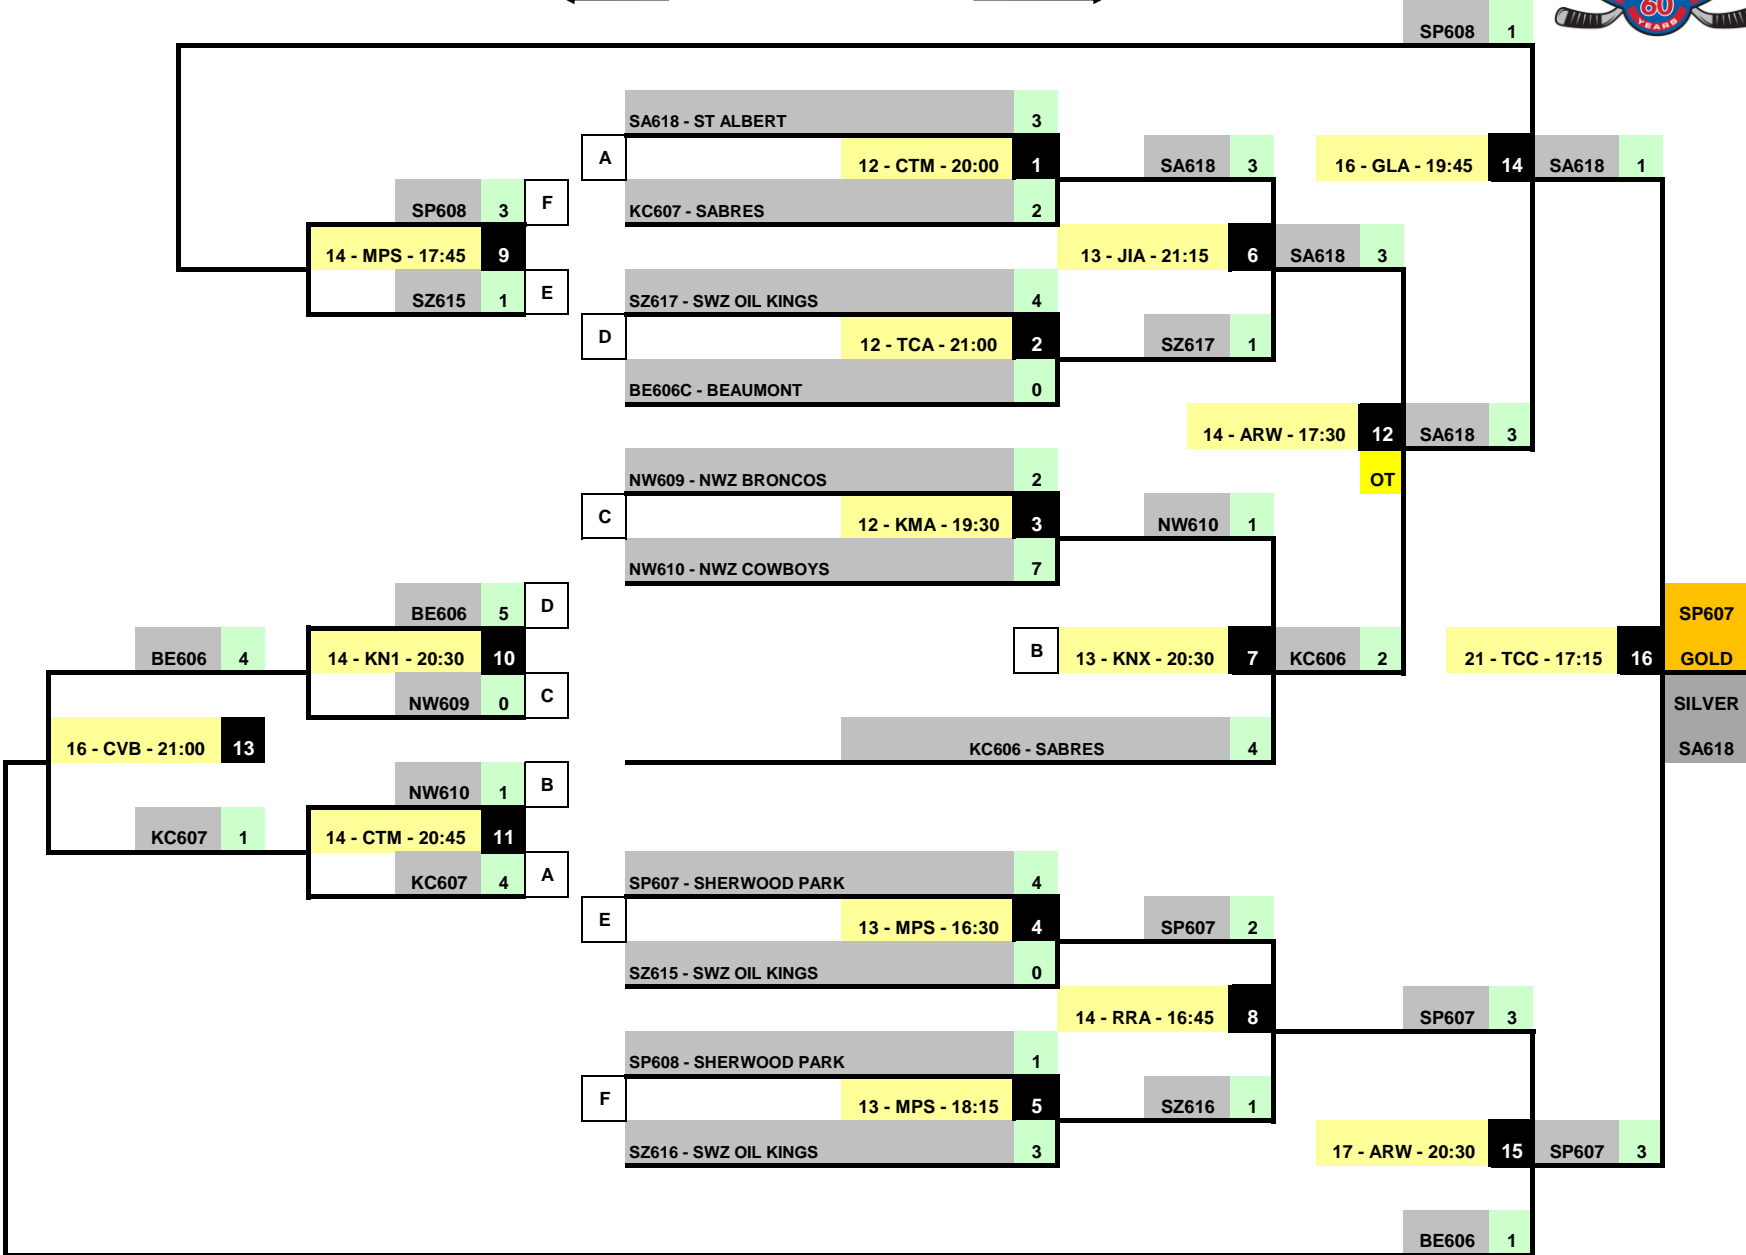 60
YEARS
SP608 1
SA618 - ST ALBERT 3
A
12 - CTM - 20:00 1
SA618 3
16 - GLA - 19:45 14 SA618 1
SP608 3 F
KC607 - SABRES 2
14 - MPS - 17:45 9
13 - JIA - 21:15 6 SA618 3
SZ615 1 E
SZ617 - SWZ OIL KINGS 4
D
12 - TCA - 21:00 2
SZ617 1
BE606C - BEAUMONT 0
14 - ARW - 17:30 12 SA618 3
NW609 - NWZ BRONCOS 2
OT
C
12 - KMA - 19:30 3
NW610 1
NW610 - NWZ COWBOYS 7
BE606 5 D
SP607
BE606 4
14 - KN1 - 20:30 10
B
13 - KNX - 20:30 7 KC606 2
21 - TCC - 17:15 16 GOLD
NW609 0 C
SILVER
16 - CVB - 21:00 13
KC606 - SABRES 4
SA618
NW610 1 B
KC607 1
14 - CTM - 20:45 11
KC607 4 A
SP607 - SHERWOOD PARK 4
E
13 - MPS - 16:30 4
SP607 2
SZ615 - SWZ OIL KINGS 0
14 - RRA - 16:45 8
SP607 3
SP608 - SHERWOOD PARK 1
F
13 - MPS - 18:15 5
SZ616 1
SZ616 - SWZ OIL KINGS 3
17 - ARW - 20:30 15 SP607 3
BE606 1